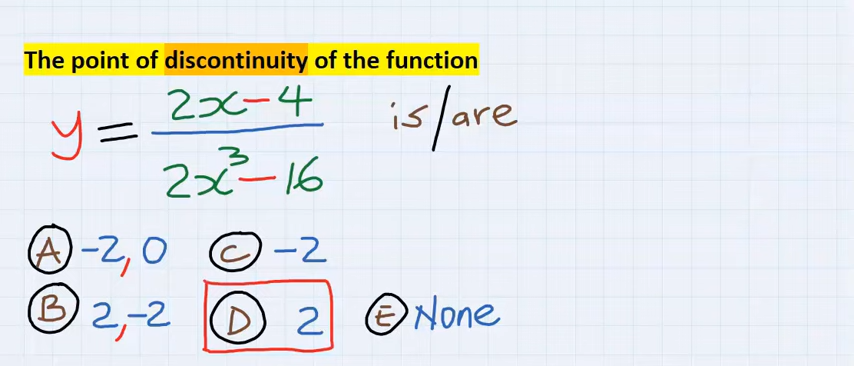 The point of discontinuity of the function
y = (2x - 4) / (2x³ - 16) is/are
A -2, 0 C -2
B 2, -2 D 2 E None